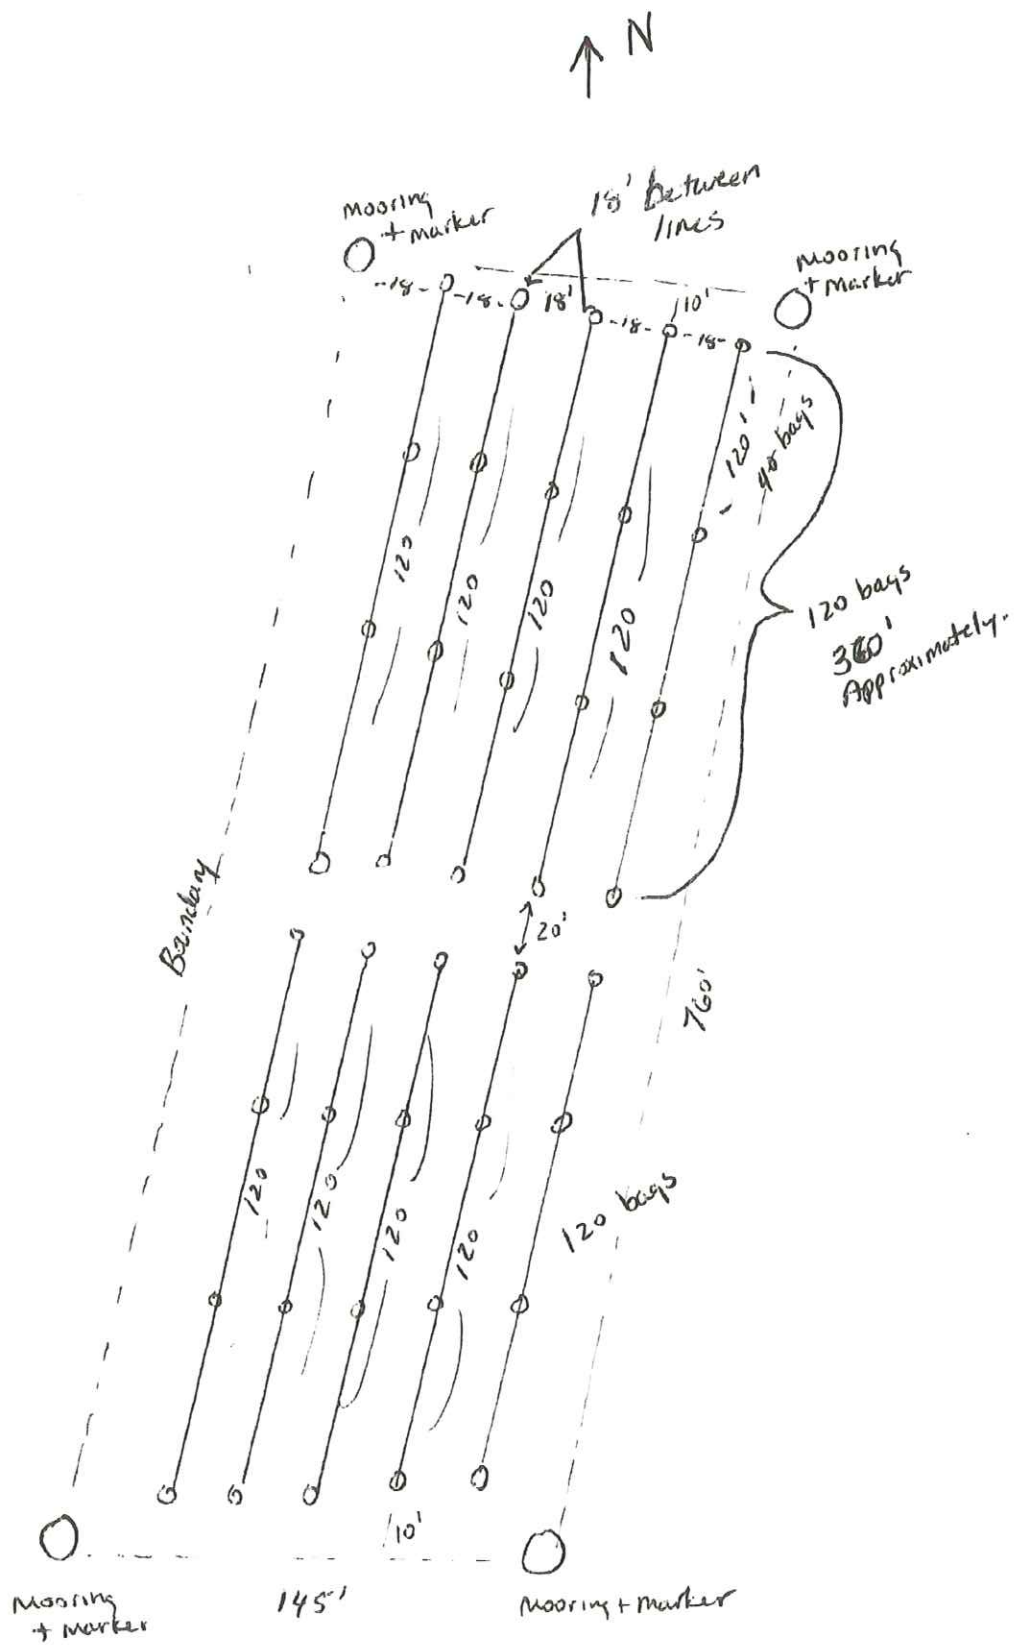 N
18' between
lines
Mooring
+ marker
Mooring
+ marker
-18-
-18-
18'
-18-
10'
-18-
120'
40 bags
120
120
120
120
120 bags
360'
Approximately.
Boundary
20'
760'
120
120
120
120
120 bags
10'
145'
Mooring
+ marker
Mooring + marker